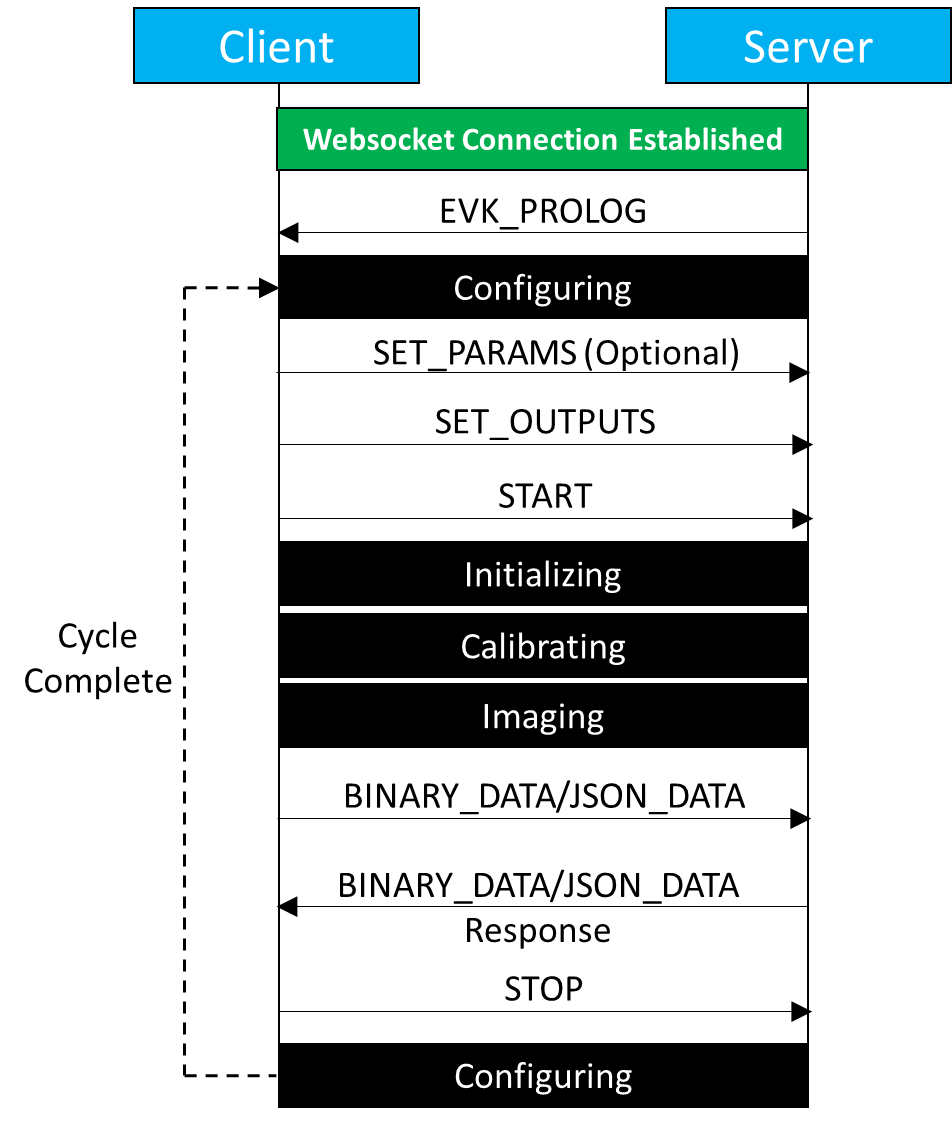 Client
Server
Websocket Connection Established
EVK_PROLOG
Configuring
SET_PARAMS (Optional)
SET_OUTPUTS
START
Initializing
Calibrating
Imaging
Cycle
Complete
BINARY_DATA/JSON_DATA
BINARY_DATA/JSON_DATA
Response
STOP
Configuring